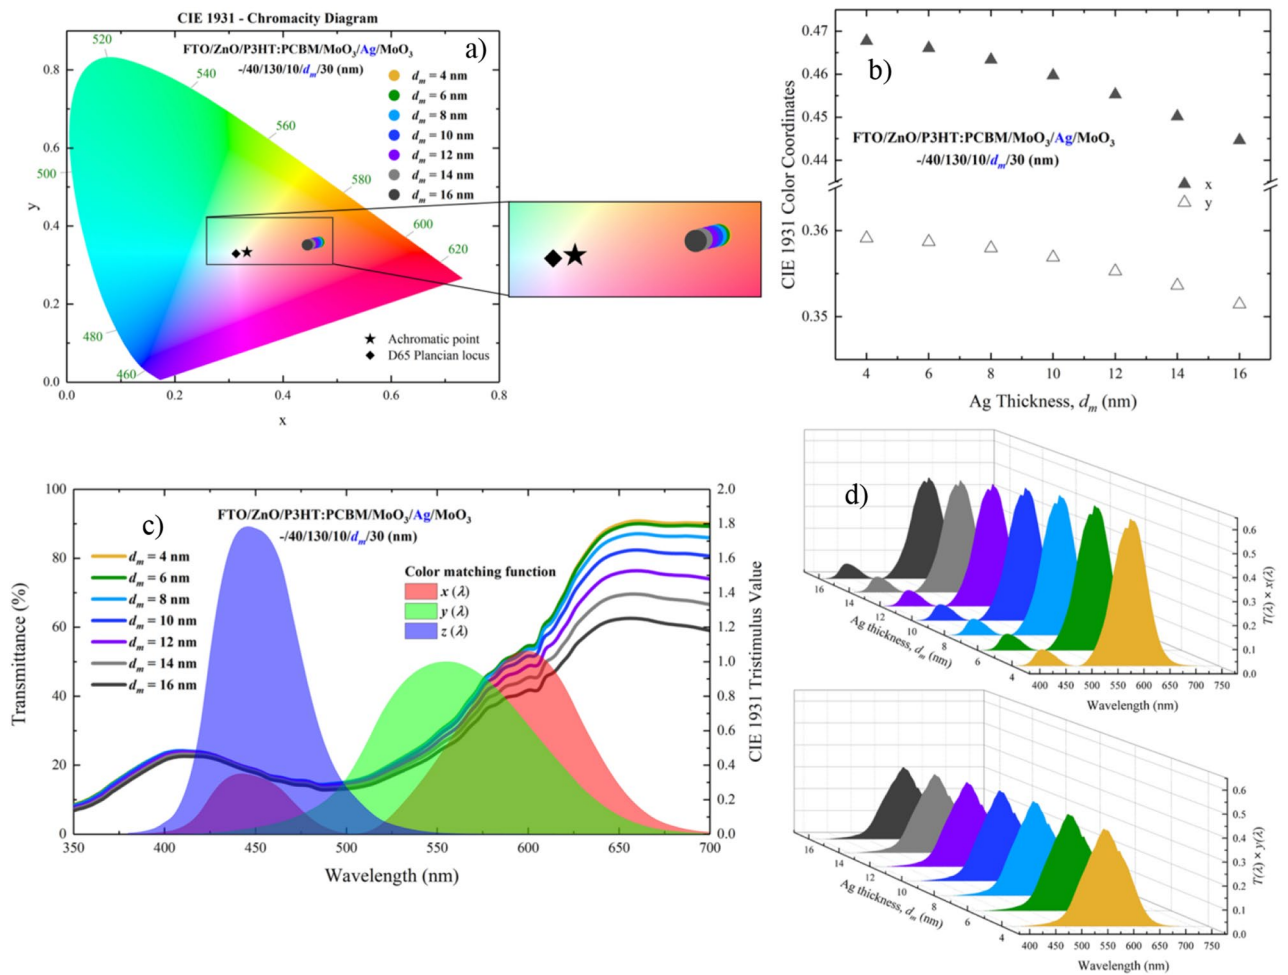 CIE 1931 - Chromacity Diagram
a)
FTO/ZnO/P3HT:PCBM/MoO3/Ag/MoO3
-/40/130/10/dm/30 (nm)
dm = 4 nm
dm = 6 nm
dm = 8 nm
dm = 10 nm
dm = 12 nm
dm = 14 nm
dm = 16 nm
520
540
560
580
600
620
500
480
460
Achromatic point
D65 Plancian locus
0.8
0.6
0.4
0.2
0.0
y
0.0 0.2 0.4 0.6 0.8
x
b)
FTO/ZnO/P3HT:PCBM/MoO3/Ag/MoO3
-/40/130/10/dm/30 (nm)
x
y
0.47
0.46
0.45
0.44
0.36
0.35
CIE 1931 Color Coordinates
4 6 8 10 12 14 16
Ag Thickness, dm (nm)
c)
FTO/ZnO/P3HT:PCBM/MoO3/Ag/MoO3
-/40/130/10/dm/30 (nm)
dm = 4 nm
dm = 6 nm
dm = 8 nm
dm = 10 nm
dm = 12 nm
dm = 14 nm
dm = 16 nm
Color matching function
x (λ)
y (λ)
z (λ)
100
80
60
40
20
0
Transmittance (%)
2.0
1.8
1.6
1.4
1.2
1.0
0.8
0.6
0.4
0.2
0.0
CIE 1931 Tristimulus Value
350 400 450 500 550 600 650 700
Wavelength (nm)
d)
0.6
0.5
0.4
0.3
0.2
0.1
0.0
T(λ) × x(λ)
16
14
12
10
8
6
4
Ag thickness, dm (nm)
400 450 500 550 600 650 700 750
Wavelength (nm)
0.6
0.5
0.4
0.3
0.2
0.1
0.0
T(λ) × y(λ)
16
14
12
10
8
6
4
Ag thickness, dm (nm)
400 450 500 550 600 650 700 750
Wavelength (nm)